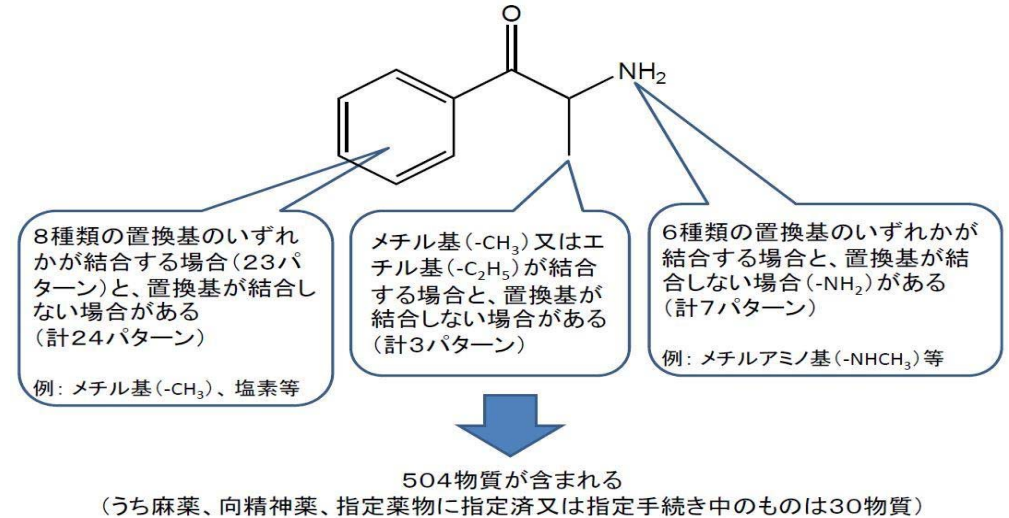 O
NH₂
8種類の置換基のいずれ
かが結合する場合（23パ
ターン）と、置換基が結合し
ない場合がある
（計24パターン）
例：メチル基（-CH₃）、塩素等
メチル基（-CH₃）又はエ
チル基（-C₂H₅）が結合
する場合と、置換基が
結合しない場合がある
（計3パターン）
6種類の置換基のいずれかが
結合する場合と、置換基が結
合しない場合（-NH₂）がある
（計7パターン）
例：メチルアミノ基（-NHCH₃）等
504物質が含まれる
（うち麻薬、向精神薬、指定薬物に指定済又は指定手続き中のものは30物質）